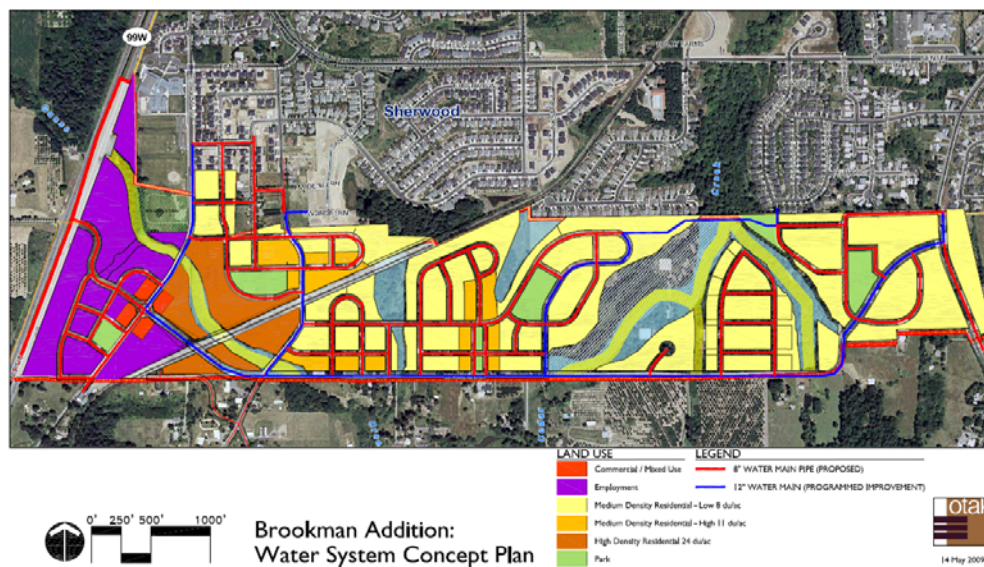 99W
Sherwood
Creek
Cedar
LAND USE
LEGEND
Commercial / Mixed Use
8" WATER MAIN PIPE (PROPOSED)
Employment
12" WATER MAIN (PROGRAMMED IMPROVEMENT)
Medium Density Residential - Low 8 du/ac
Medium Density Residential - High 11 du/ac
High Density Residential 24 du/ac
Park
0' 250' 500' 1000'
Brookman Addition:
Water System Concept Plan
otak
14 May 2009